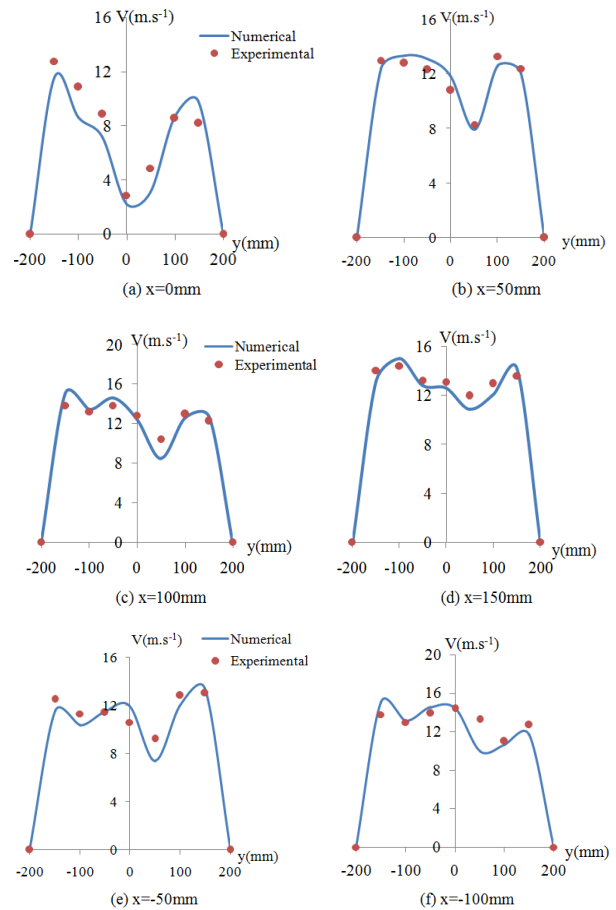 V(m.s-1)
Numerical
Experimental
16
12
8
4
0
-200 -100 0 100 200
y(mm)
(a) x=0mm
V(m.s-1)
16
12
8
4
0
-200 -100 0 100 200
y(mm)
(b) x=50mm
V(m.s-1)
Numerical
Experimental
20
16
12
8
4
0
-200 -100 0 100 200
y(mm)
(c) x=100mm
V(m.s-1)
16
12
8
4
0
-200 -100 0 100 200
y(mm)
(d) x=150mm
V(m.s-1)
Numerical
Experimental
16
12
8
4
0
-200 -100 0 100 200
y(mm)
(e) x=-50mm
V(m.s-1)
20
16
12
8
4
0
-200 -100 0 100 200
y(mm)
(f) x=-100mm